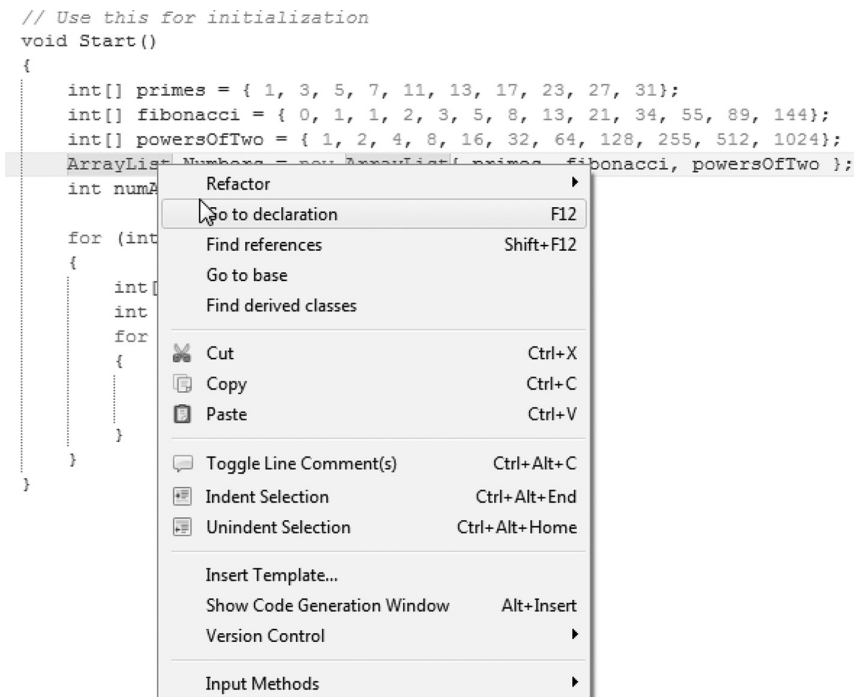 // Use this for initialization
void Start()
{
int[] primes = { 1, 3, 5, 7, 11, 13, 17, 23, 27, 31};
int[] fibonacci = { 0, 1, 1, 2, 3, 5, 8, 13, 21, 34, 55, 89, 144};
int[] powersOfTwo = { 1, 2, 4, 8, 16, 32, 64, 128, 255, 512, 1024};
ArrayList Numbers = new ArrayList{ primes, fibonacci, powersOfTwo };
int numA
for (int
{
int[
int
for
{
}
}
}
Refactor
Go to declaration F12
Find references Shift+F12
Go to base
Find derived classes
Cut Ctrl+X
Copy Ctrl+C
Paste Ctrl+V
Toggle Line Comment(s) Ctrl+Alt+C
Indent Selection Ctrl+Alt+End
Unindent Selection Ctrl+Alt+Home
Insert Template...
Show Code Generation Window Alt+Insert
Version Control
Input Methods